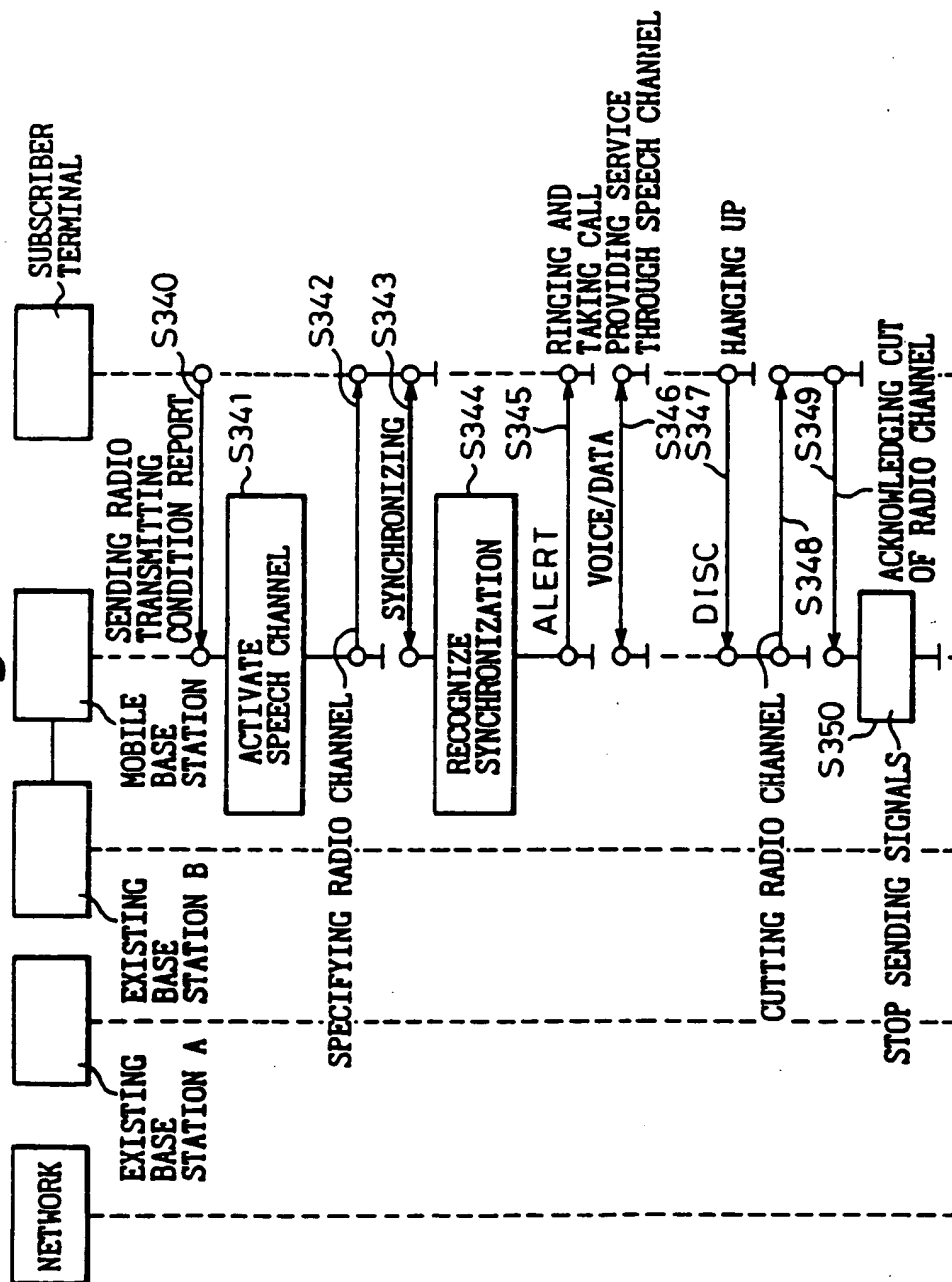 NETWORK
EXISTING
BASE
STATION A
EXISTING
BASE
STATION B
MOBILE
BASE
STATION
SUBSCRIBER
TERMINAL
SENDING RADIO
TRANSMITTING
CONDITION REPORT
S340
ACTIVATE
SPEECH CHANNEL
S341
SPECIFYING RADIO CHANNEL
S342
SYNCHRONIZING
S343
RECOGNIZE
SYNCHRONIZATION
S344
ALERT
S345
RINGING AND
TAKING CALL
VOICE/DATA
PROVIDING SERVICE
THROUGH SPEECH CHANNEL
S346
S347
DISC
HANGING UP
CUTTING RADIO CHANNEL
S348
S349
S350
ACKNOWLEDGING CUT
OF RADIO CHANNEL
STOP SENDING SIGNALS